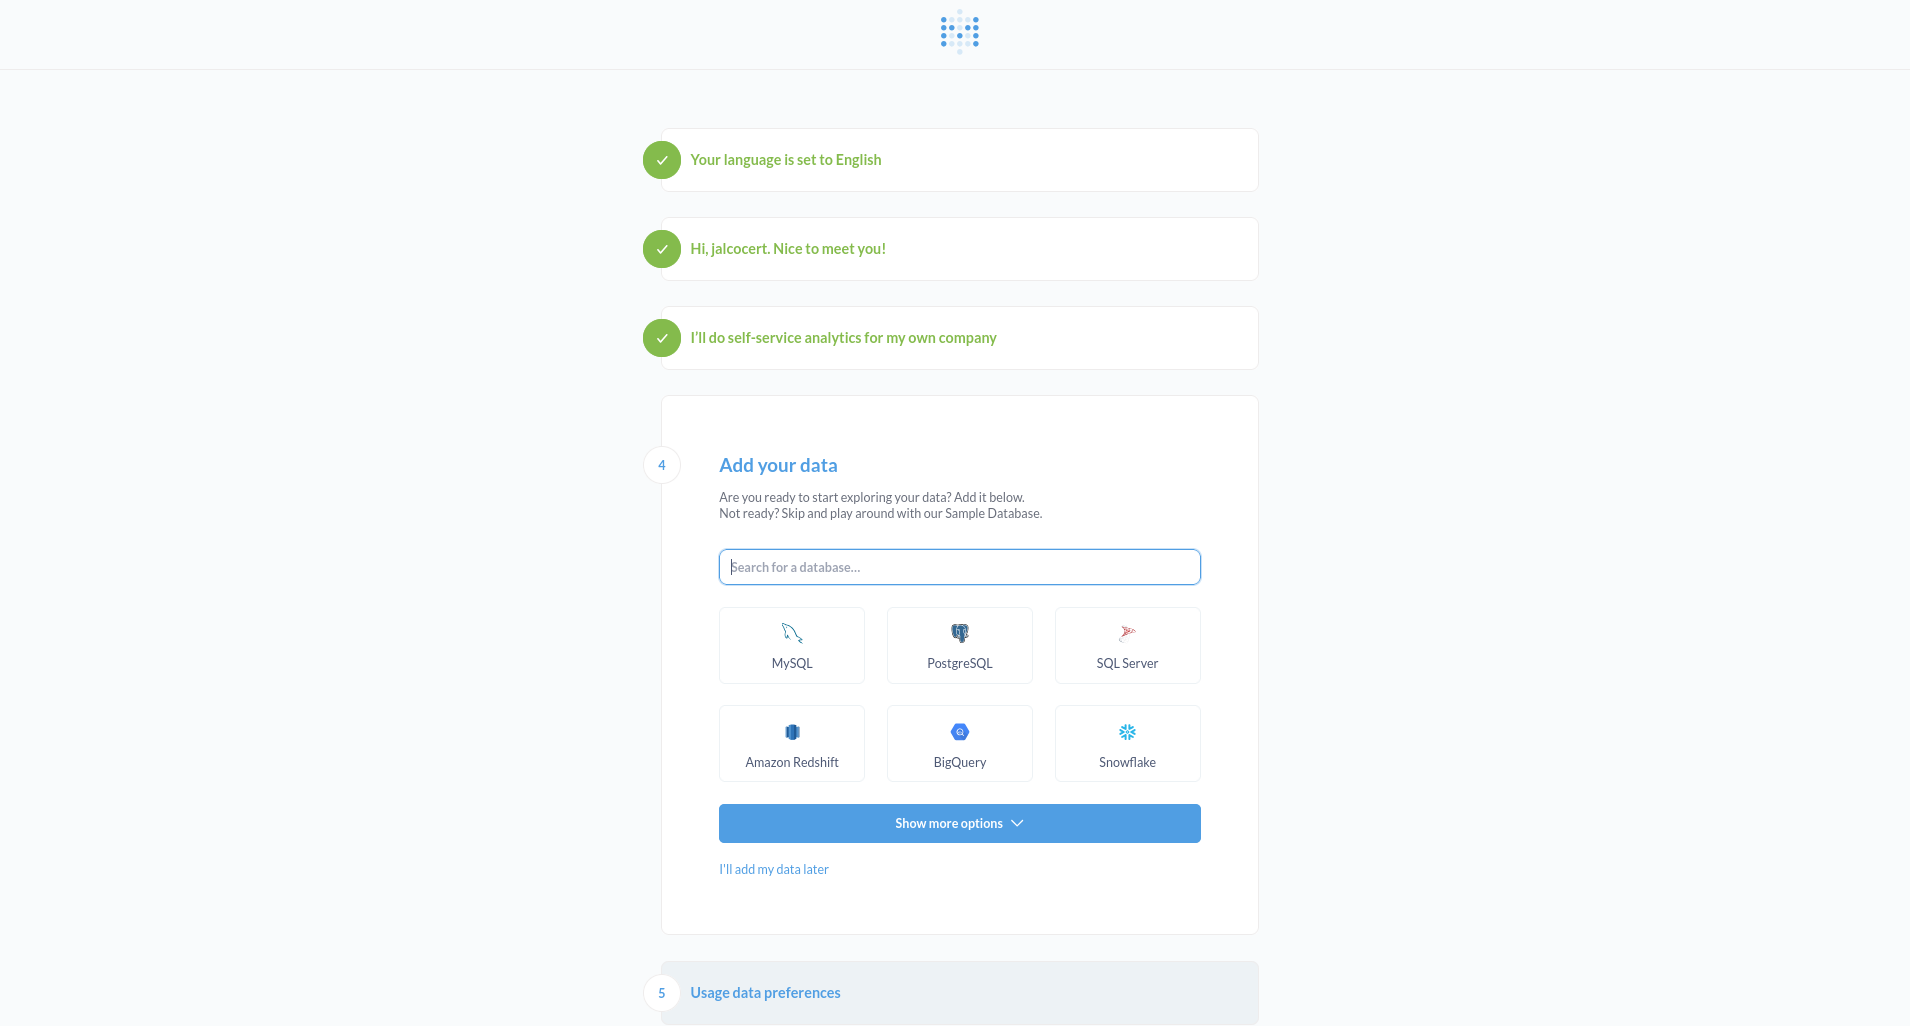 Your language is set to English
Hi, jalcocert. Nice to meet you!
I'll do self-service analytics for my own company
4
Add your data
Are you ready to start exploring your data? Add it below.
Not ready? Skip and play around with our Sample Database.
Search for a database…
MySQL
PostgreSQL
SQL Server
Amazon Redshift
BigQuery
Snowflake
Show more options
I'll add my data later
5
Usage data preferences